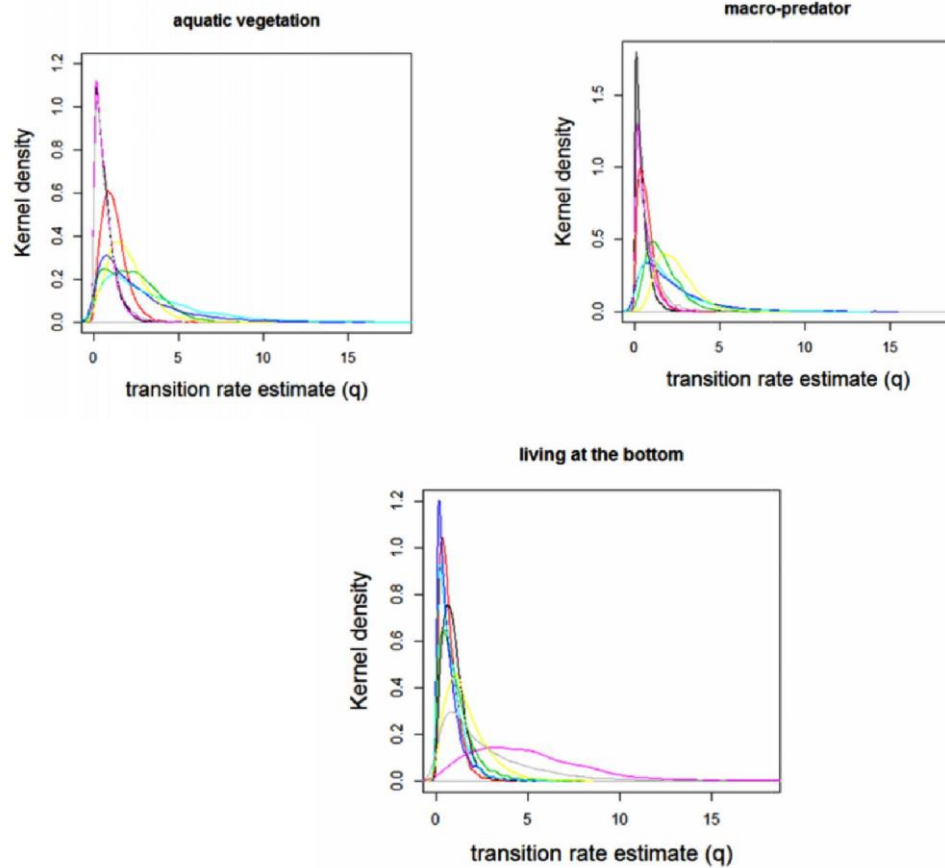 aquatic vegetation
Kernel density
1.2
1.0
0.8
0.6
0.4
0.2
0.0
0 5 10 15
transition rate estimate (q)
macro-predator
Kernel density
1.5
1.0
0.5
0.0
0 5 10 15
transition rate estimate (q)
living at the bottom
Kernel density
1.2
1.0
0.8
0.6
0.4
0.2
0.0
0 5 10 15
transition rate estimate (q)